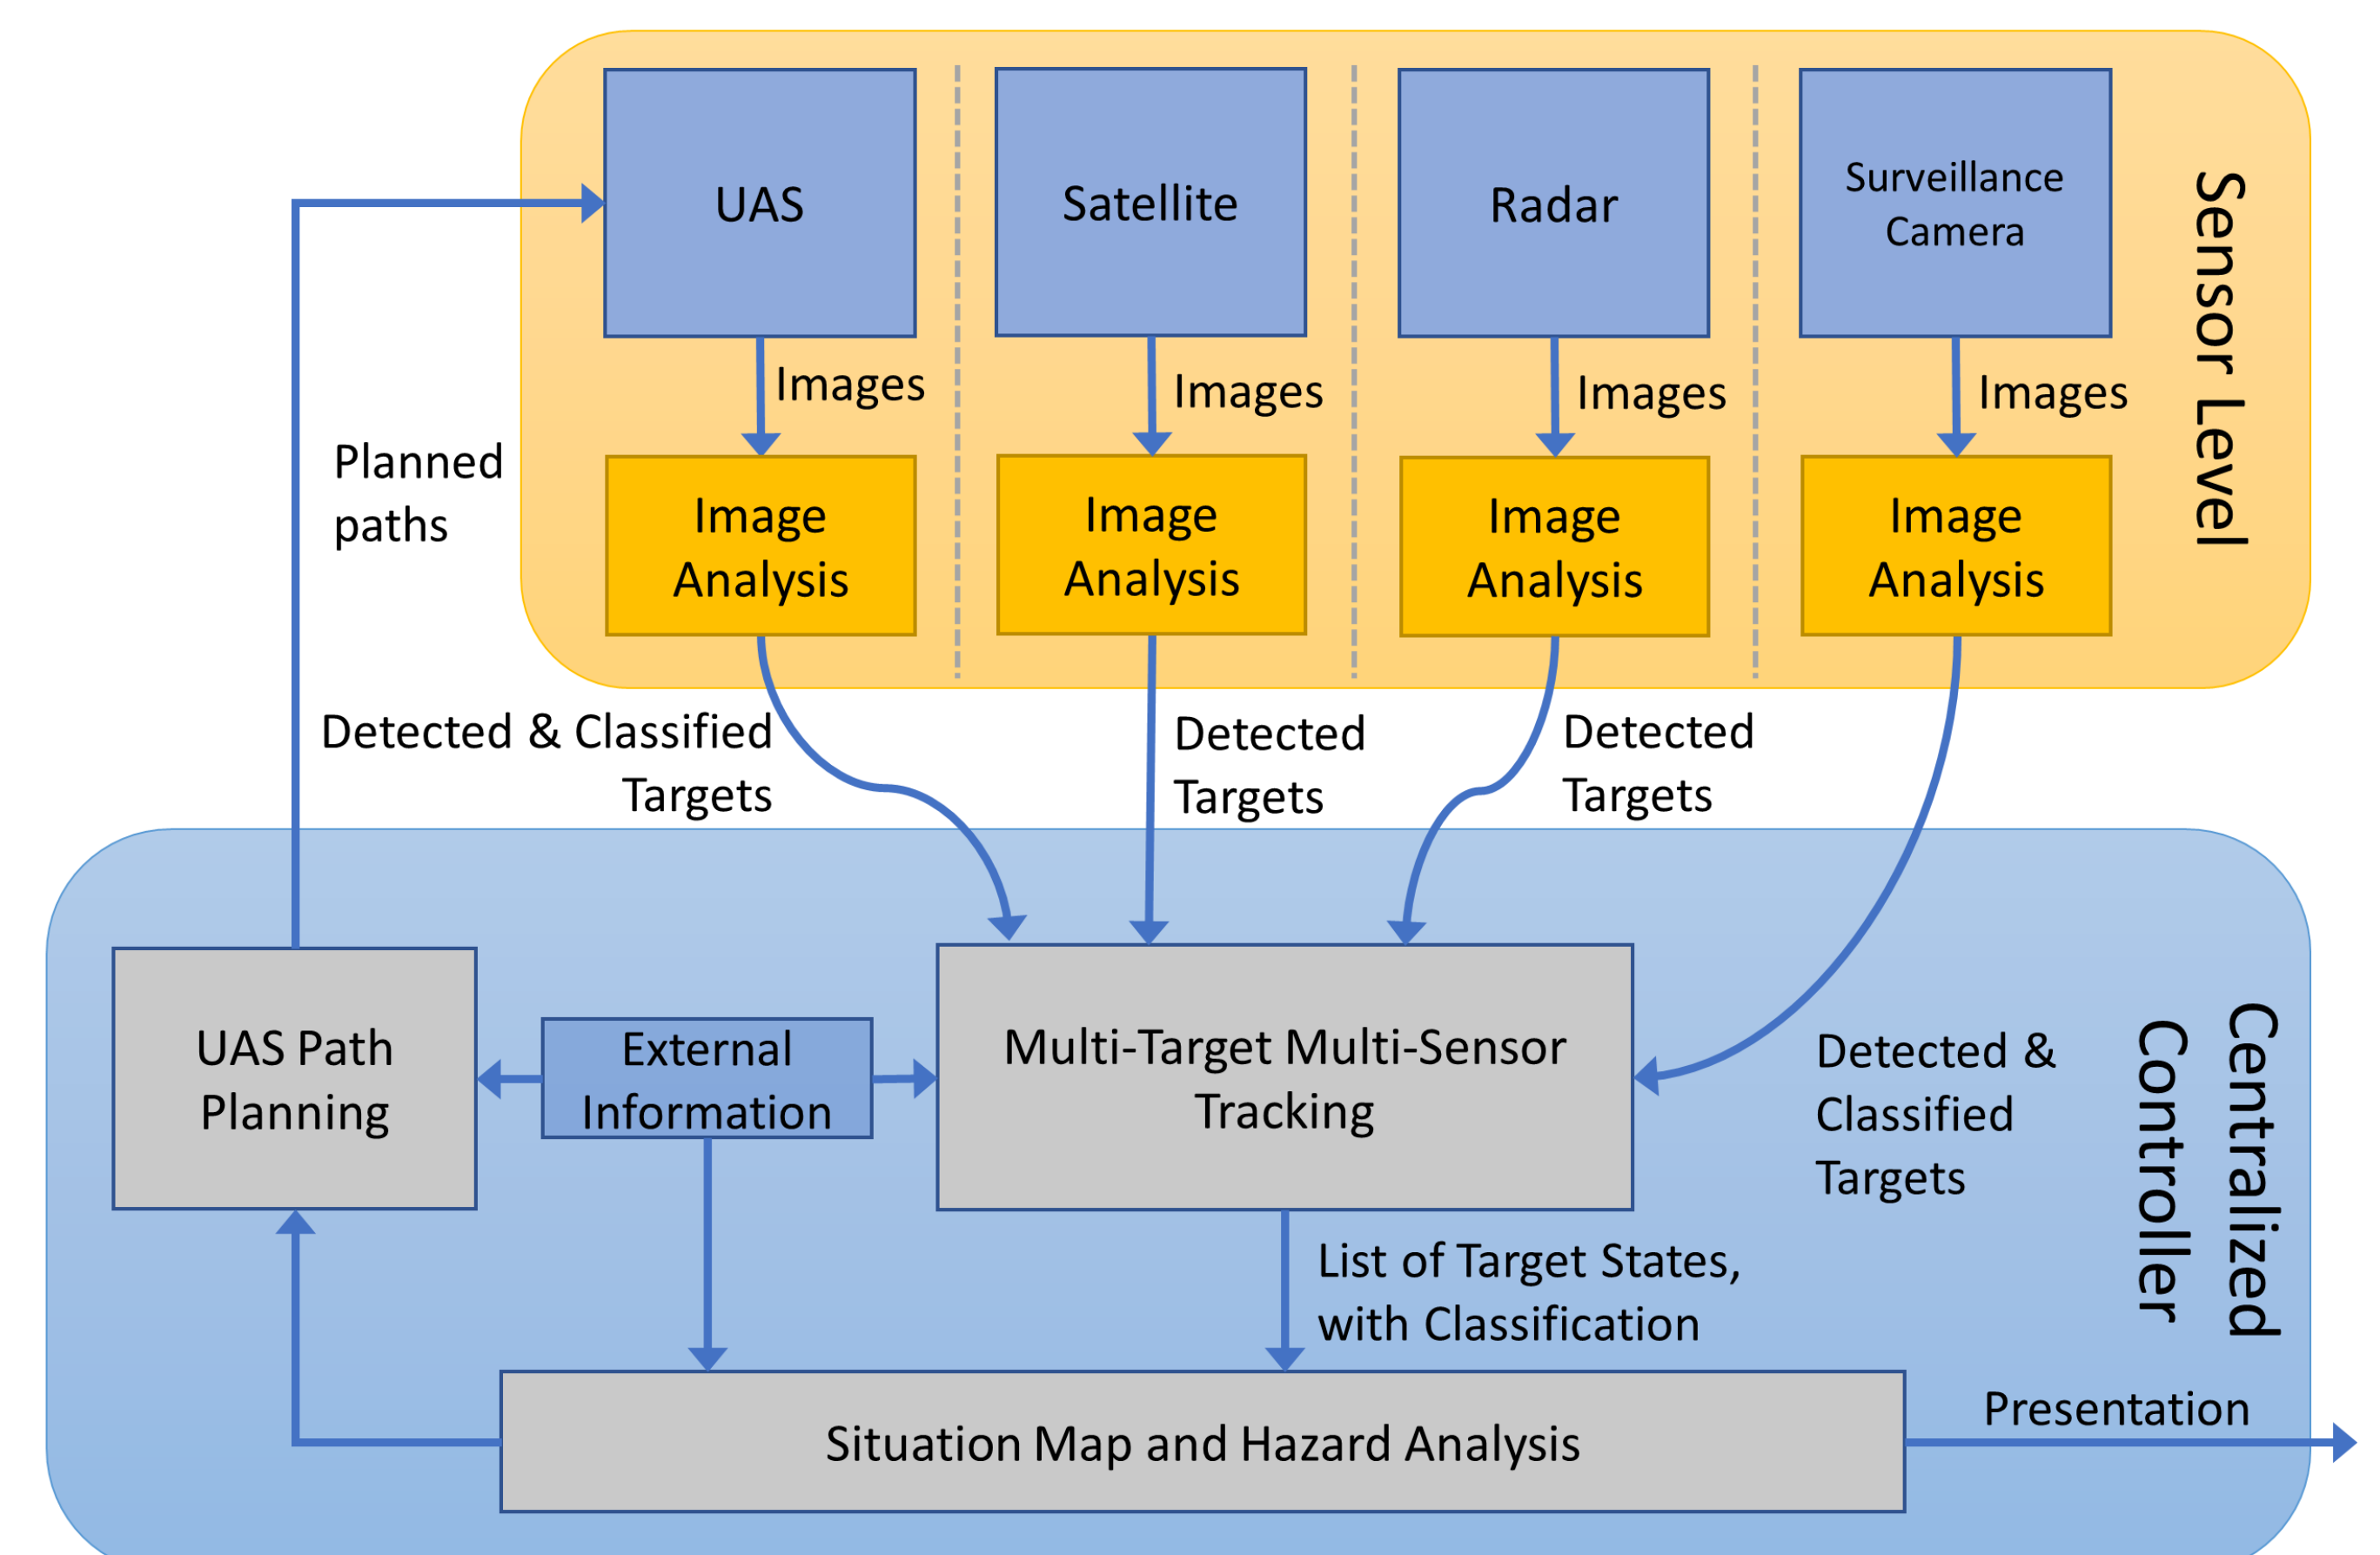 UAS
Satellite
Radar
Surveillance
Camera
Sensor Level
Images
Images
Images
Images
Planned
paths
Image
Analysis
Image
Analysis
Image
Analysis
Image
Analysis
Detected & Classified
Targets
Detected
Targets
Detected
Targets
UAS Path
Planning
External
Information
Multi-Target Multi-Sensor
Tracking
Detected &
Classified
Targets
Centralized
Controller
List of Target States,
with Classification
Situation Map and Hazard Analysis
Presentation